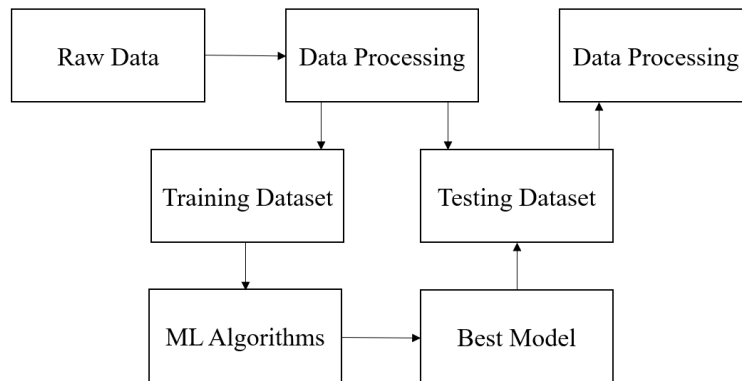 Raw Data
Data Processing
Data Processing
Training Dataset
Testing Dataset
ML Algorithms
Best Model